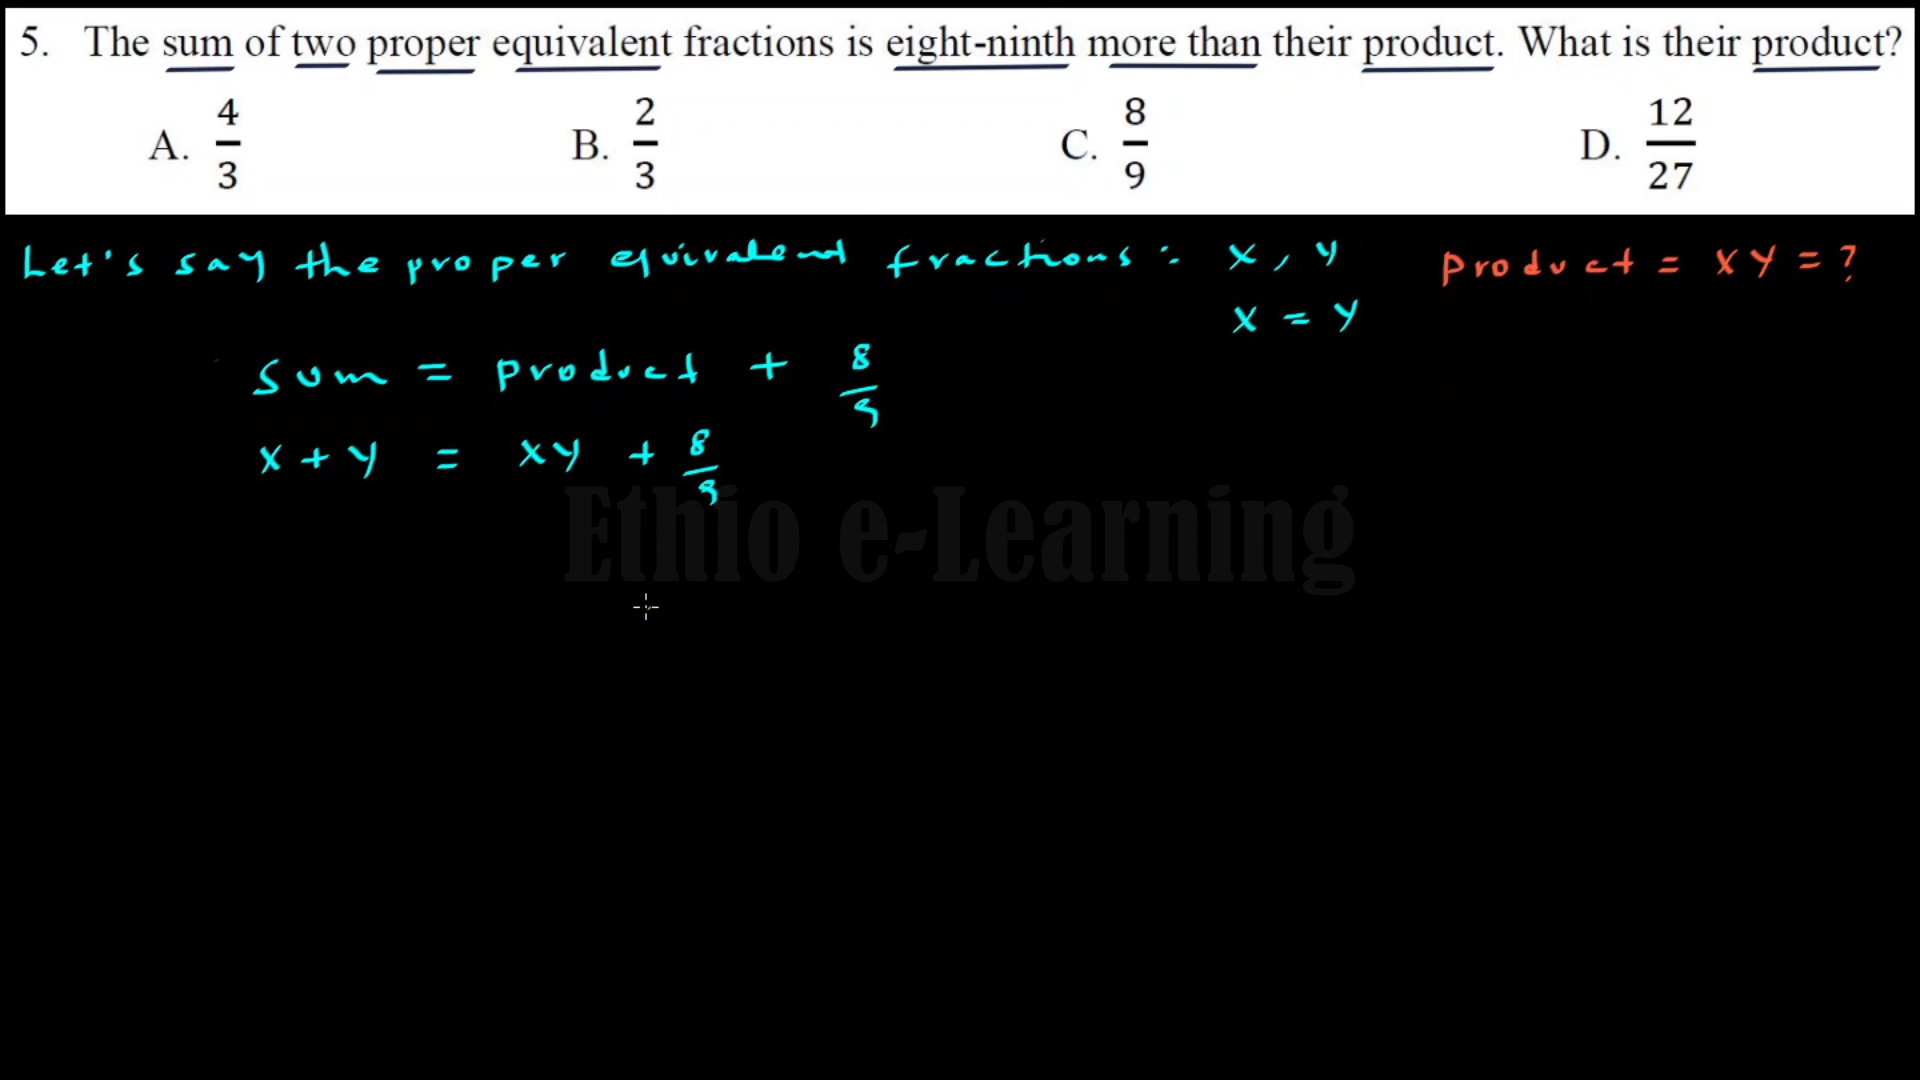 5. The sum of two proper equivalent fractions is eight-ninth more than their product. What is their product?
A. 4/3 B. 2/3 C. 8/9 D. 12/27
Let's say the proper equivalent fractions: x, y product = xy = ?
x = y
sum = product + 8/9
x + y = xy + 8/9
Ethio e-Learning